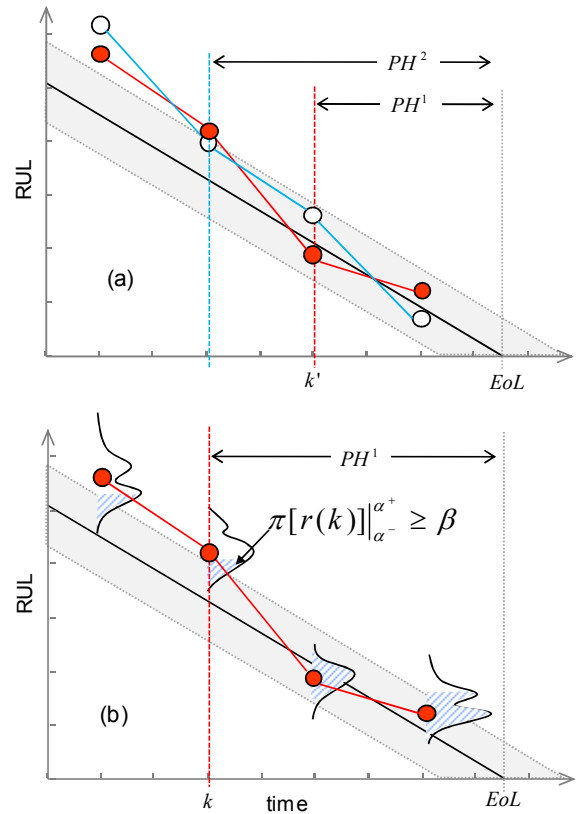 PH²
PH¹
RUL
(a)
k'
EoL
PH¹
π[r(k)]|α⁺α⁻ ≥ β
RUL
(b)
k
time
EoL